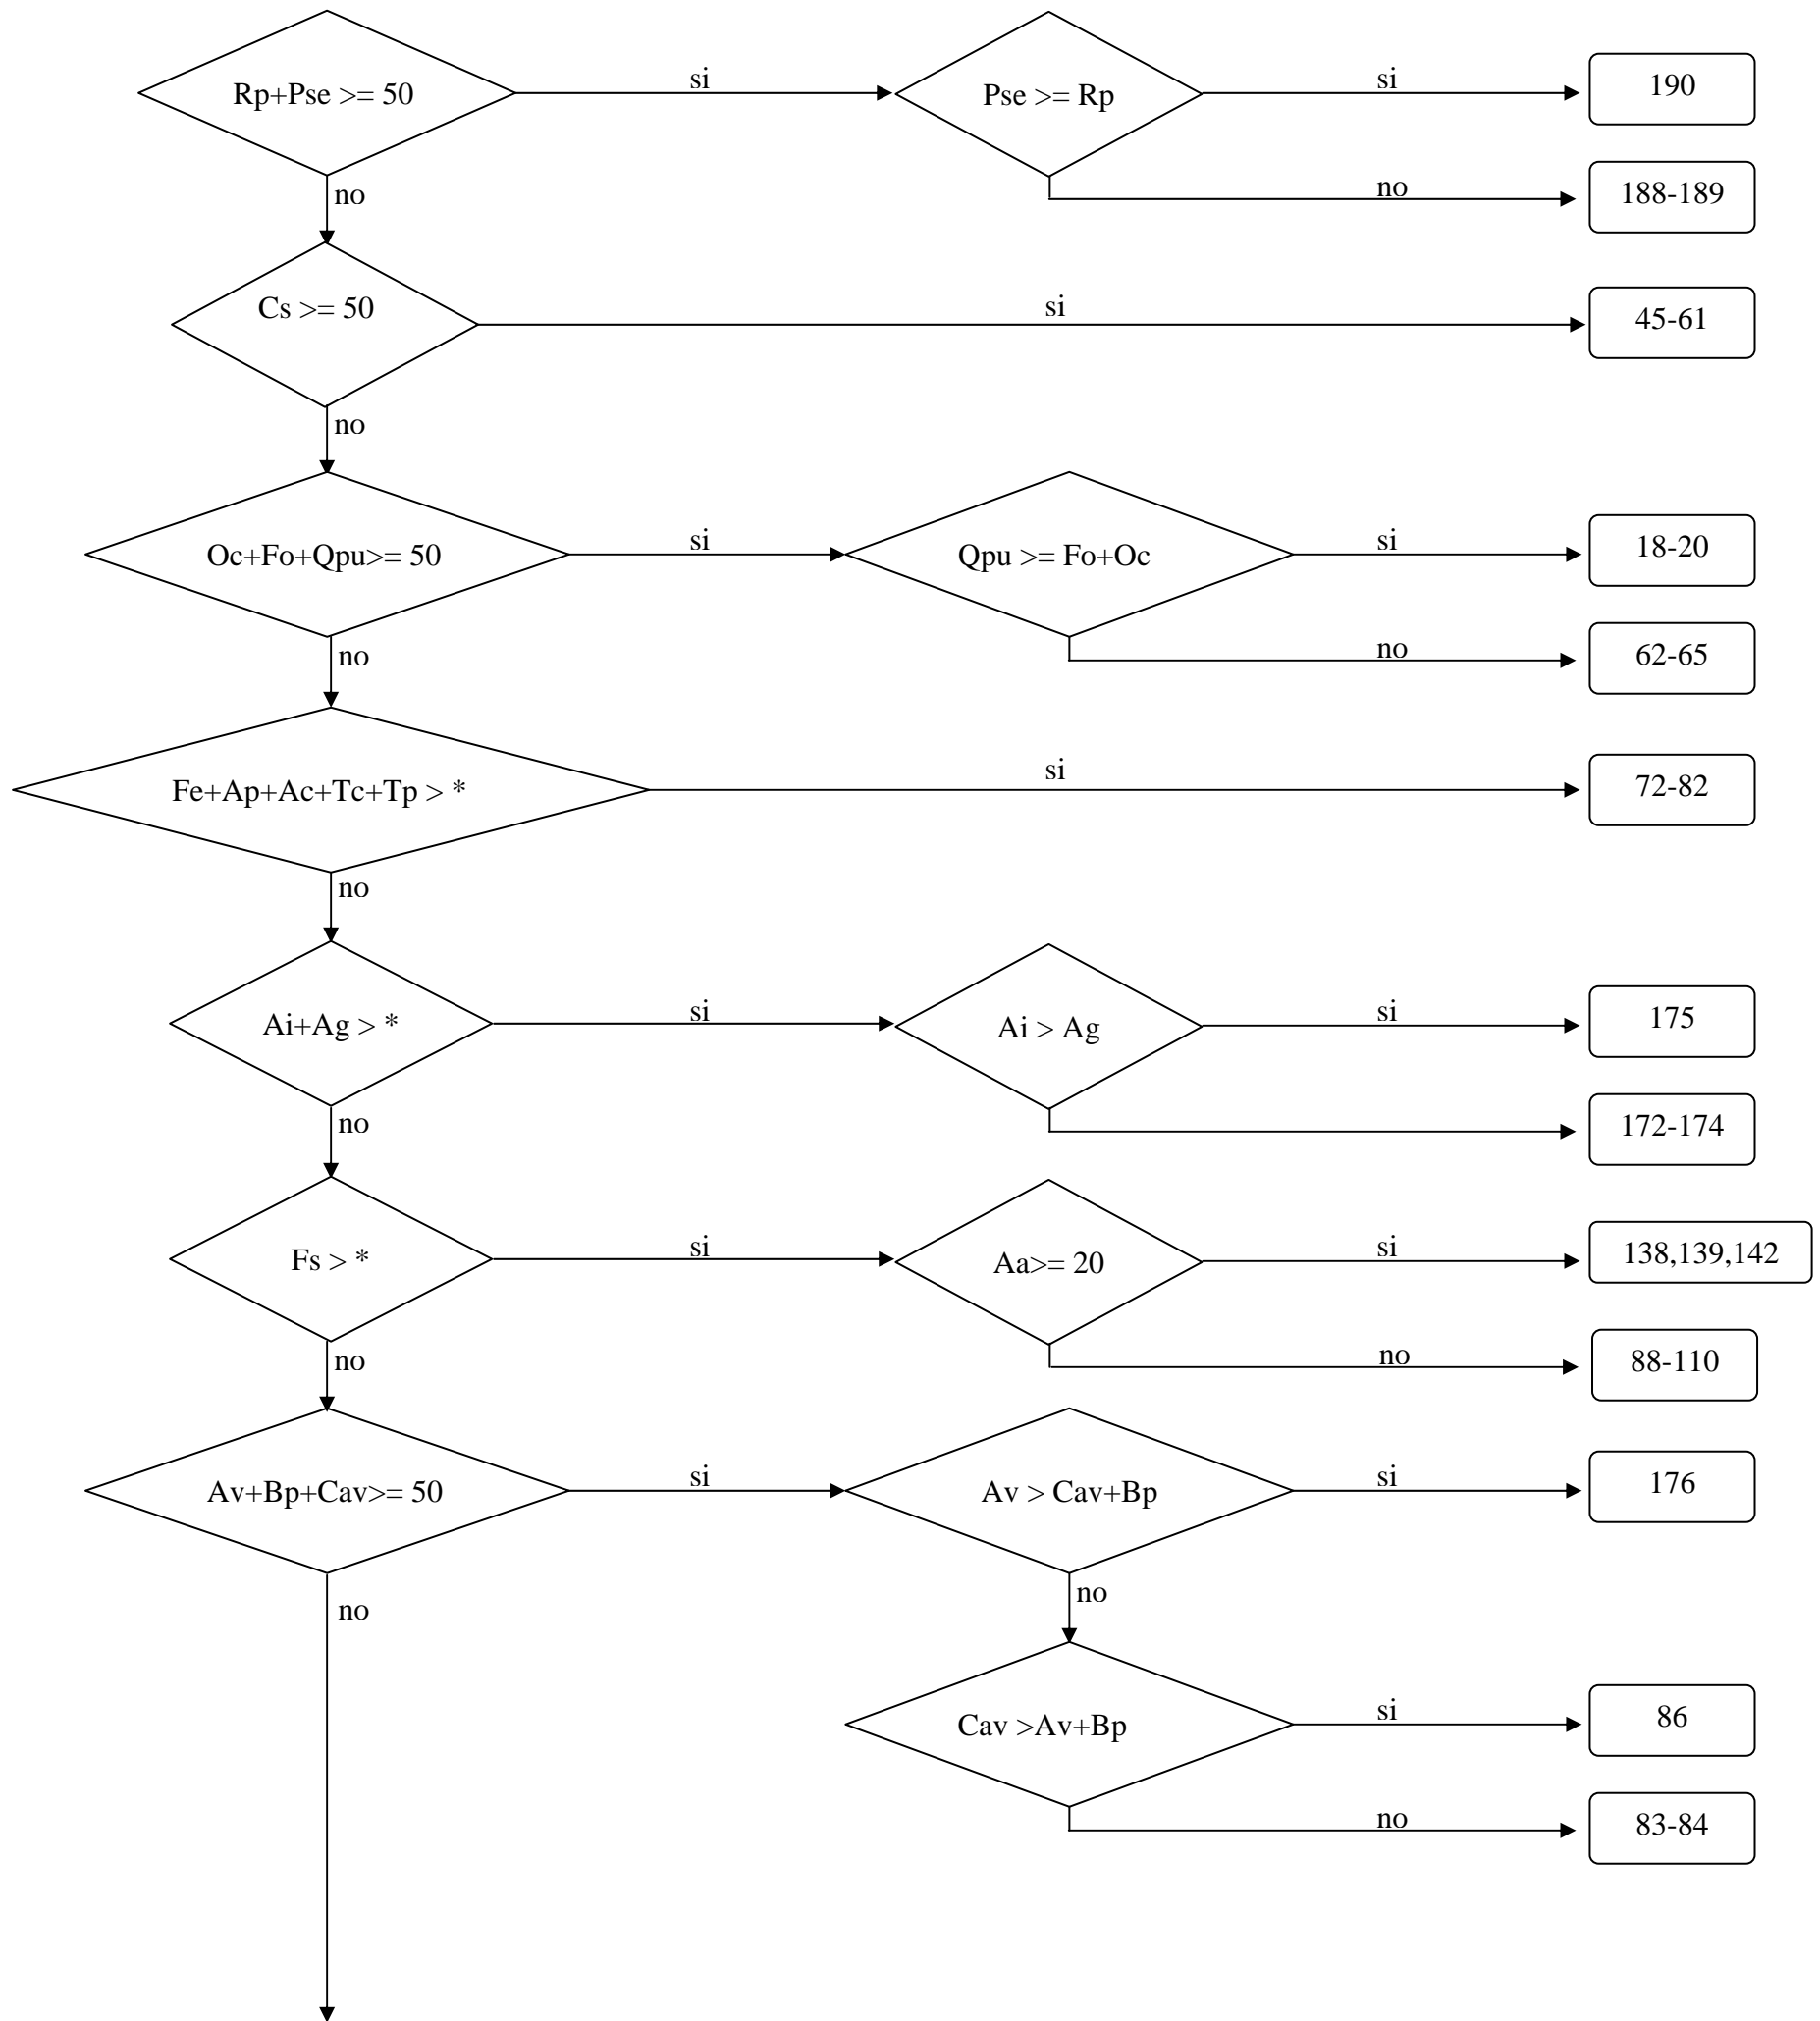 Rp+Pse >= 50
si
Pse >= Rp
si
190
no
no
188-189
Cs >= 50
si
45-61
no
Oc+Fo+Qpu>= 50
si
Qpu >= Fo+Oc
si
18-20
no
no
62-65
Fe+Ap+Ac+Tc+Tp > *
si
72-82
no
Ai+Ag > *
si
Ai > Ag
si
175
no
172-174
Fs > *
si
Aa>= 20
si
138,139,142
no
no
88-110
Av+Bp+Cav>= 50
si
Av > Cav+Bp
si
176
no
no
Cav >Av+Bp
si
86
no
83-84